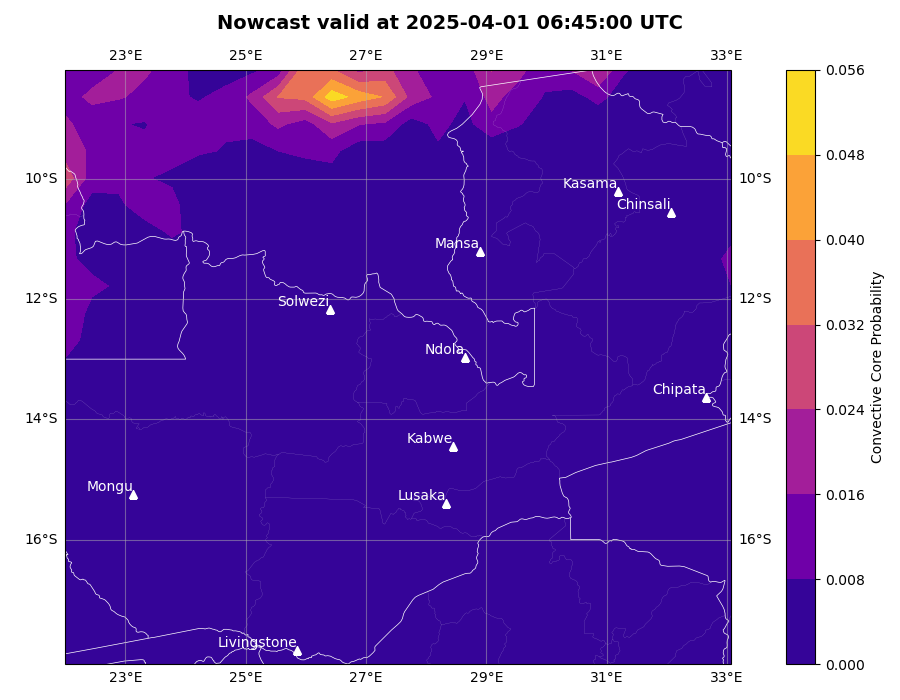 Nowcast valid at 2025-04-01 06:45:00 UTC
23°E 25°E 27°E 29°E 31°E 33°E
0.056
0.048
10°S Kasama 10°S
Chinsali
0.040
Mansa
12°S Solwezi 12°S
0.032
Ndola
Chipata
0.024
14°S 14°S
Kabwe
Mongu
Lusaka
0.016
16°S 16°S
0.008
Livingstone
0.000
23°E 25°E 27°E 29°E 31°E 33°E
Convective Core Probability